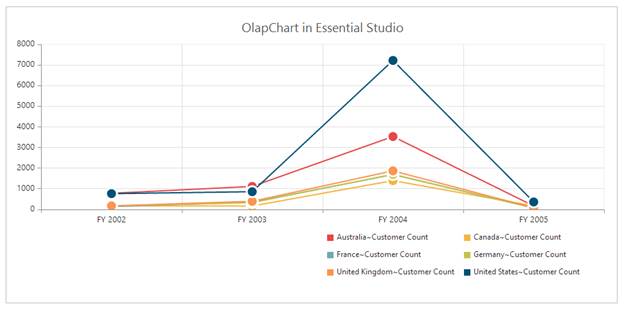 OlapChart in Essential Studio
8000
7000
6000
5000
4000
3000
2000
1000
0
FY 2002 FY 2003 FY 2004 FY 2005
Australia~Customer Count Canada~Customer Count
France~Customer Count Germany~Customer Count
United Kingdom~Customer Count United States~Customer Count